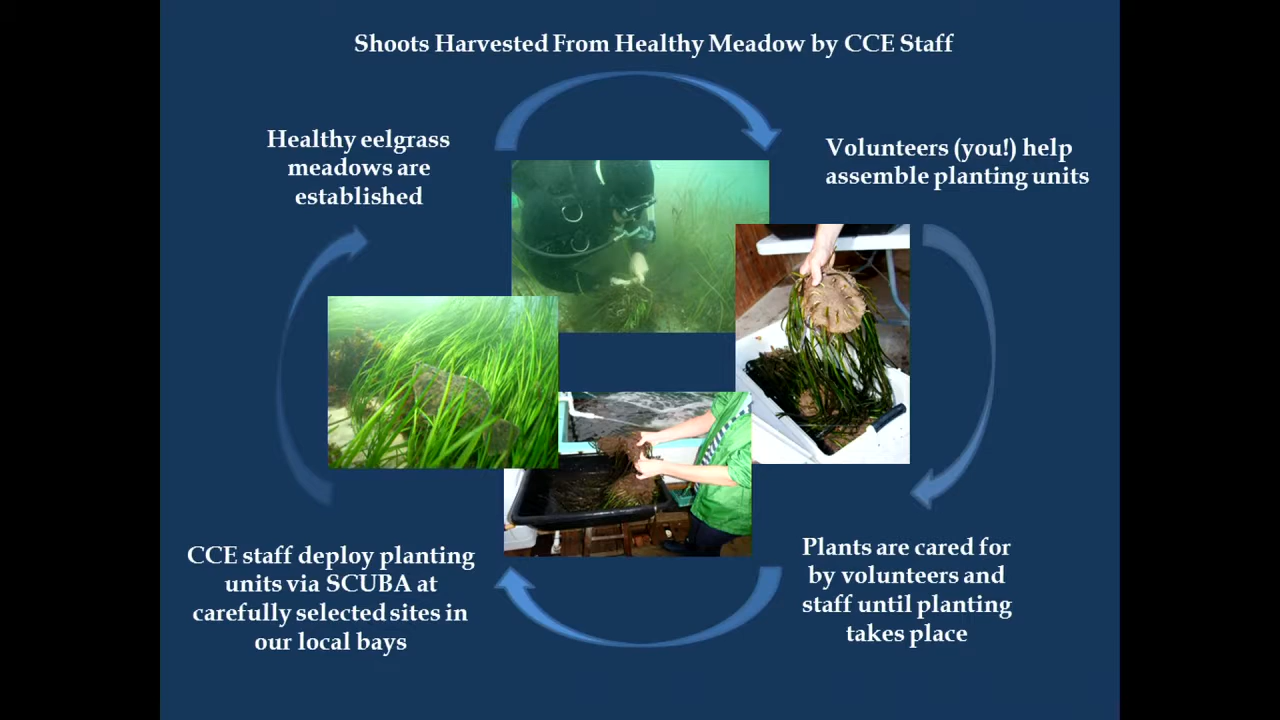 Shoots Harvested From Healthy Meadow by CCE Staff
Volunteers (you!) help
assemble planting units
Plants are cared for
by volunteers and
staff until planting
takes place
CCE staff deploy planting
units via SCUBA at
carefully selected sites in
our local bays
Healthy eelgrass
meadows are
established